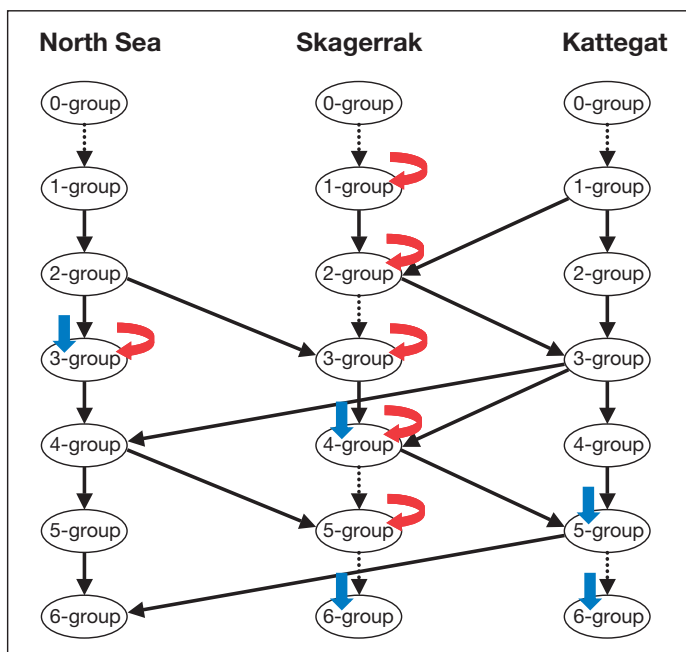 North Sea Skagerrak Kattegat
0-group 0-group 0-group
1-group 1-group 1-group
2-group 2-group 2-group
3-group 3-group 3-group
4-group 4-group 4-group
5-group 5-group 5-group
6-group 6-group 6-group